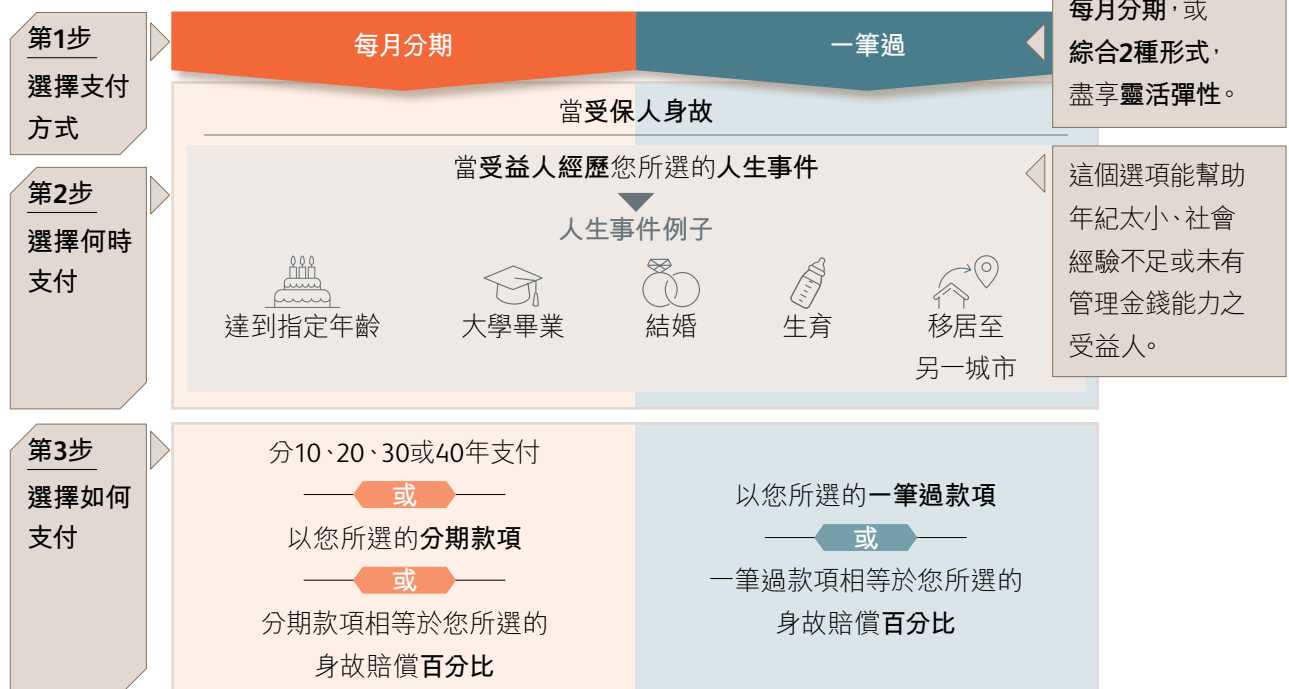 第1步
選擇支付
方式
每月分期
一筆過
每月分期，或
綜合2種形式，
盡享靈活彈性。
當受保人身故
第2步
選擇何時
支付
當受益人經歷您所選的人生事件
人生事件例子
達到指定年齡
大學畢業
結婚
生育
移居至
另一城市
這個選項能幫助
年紀太小、社會
經驗不足或未有
管理金錢能力之
受益人。
第3步
選擇如何
支付
分10、20、30或40年支付
或
以您所選的分期款項
或
分期款項相等於您所選的
身故賠償百分比
以您所選的一筆過款項
或
一筆過款項相等於您所選的
身故賠償百分比